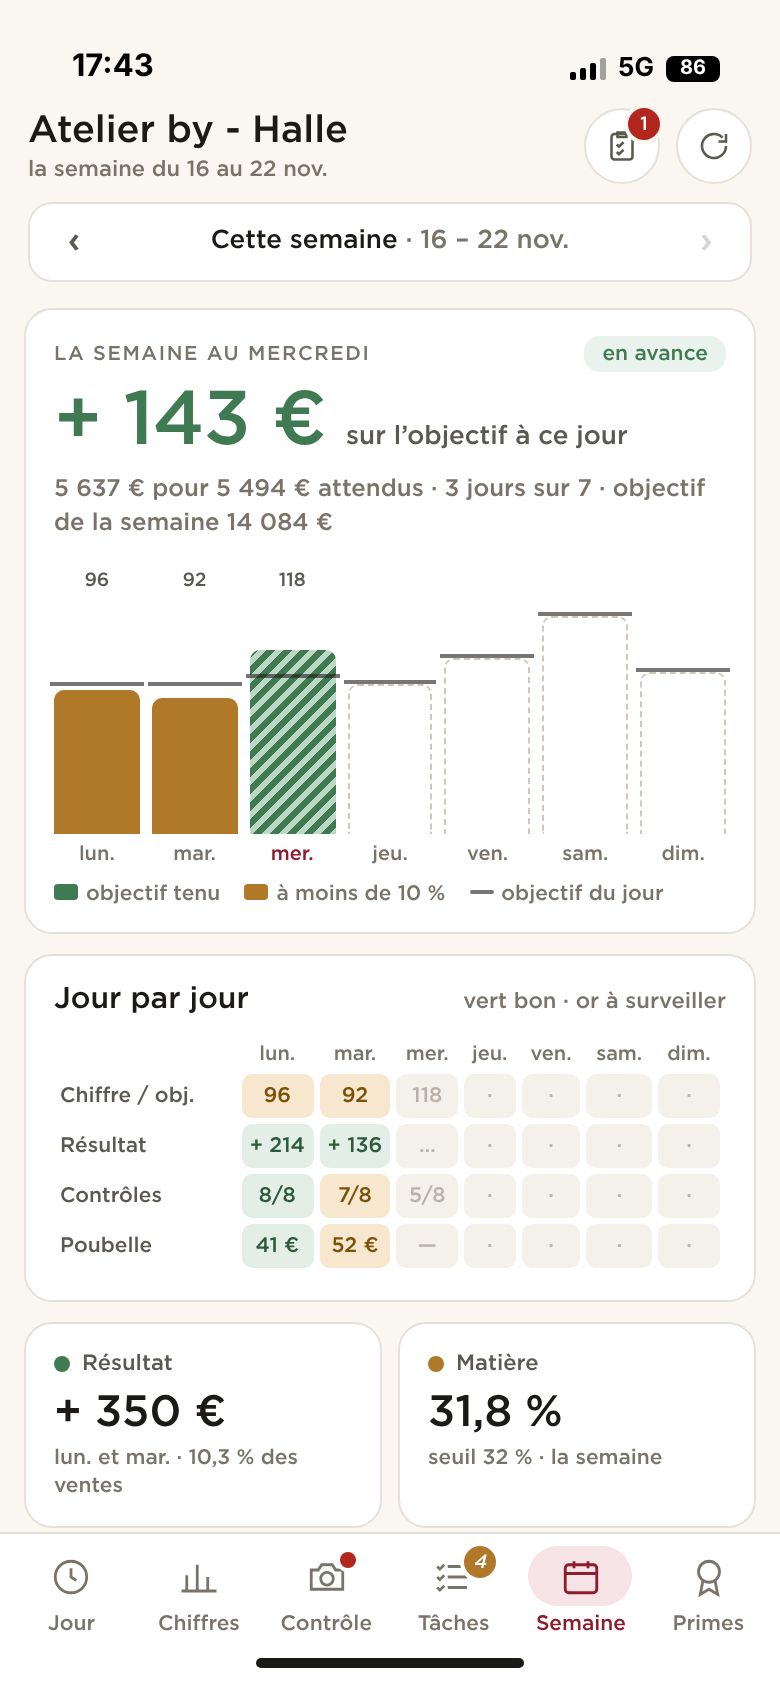 17:43
5G 86
Atelier by - Halle
1
la semaine du 16 au 22 nov.
‹ Cette semaine · 16 – 22 nov. ›
LA SEMAINE AU MERCREDI
en avance
+ 143 € sur l’objectif à ce jour
5 637 € pour 5 494 € attendus · 3 jours sur 7 · objectif
de la semaine 14 084 €
96 92 118
lun. mar. mer. jeu. ven. sam. dim.
objectif tenu à moins de 10 % objectif du jour
Jour par jour
vert bon · or à surveiller
lun. mar. mer. jeu. ven. sam. dim.
Chiffre / obj. 96 92 118 · · · ·
Résultat + 214 + 136 ... · · · ·
Contrôles 8/8 7/8 5/8 · · · ·
Poubelle 41 € 52 € — · · · ·
Résultat
+ 350 €
lun. et mar. · 10,3 % des
ventes
Matière
31,8 %
seuil 32 % · la semaine
4
Jour Chiffres Contrôle Tâches Semaine Primes